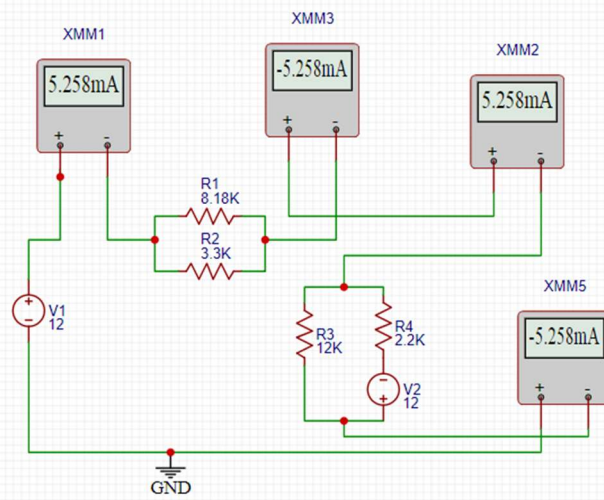 XMM1
5.258mA
+ -
XMM3
-5.258mA
+ -
XMM2
5.258mA
+ -
R1
8.18K
R2
3.3K
+
-
V1
12
R3
12K
R4
2.2K
-
+
V2
12
XMM5
-5.258mA
+ -
GND